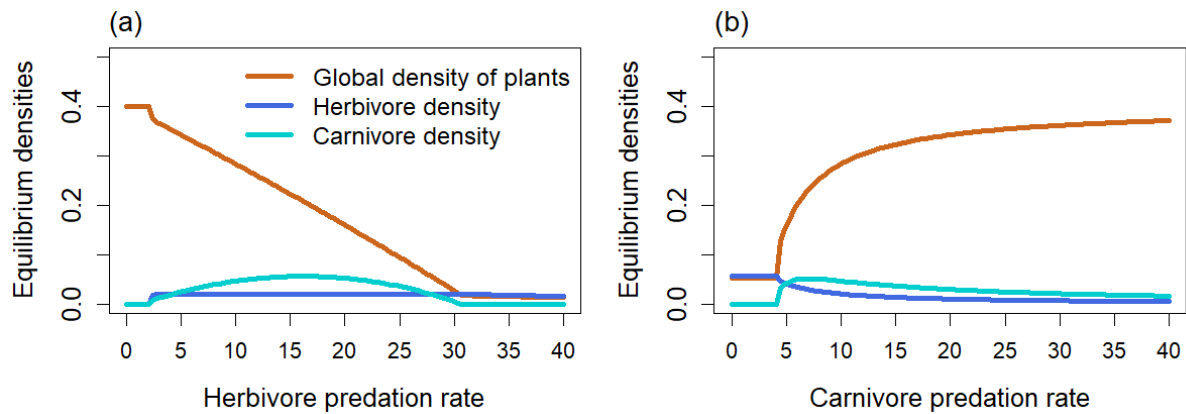 (a)
Equilibrium densities
0.0 0.2 0.4
Global density of plants
Herbivore density
Carnivore density
0 5 10 15 20 25 30 35 40
Herbivore predation rate
(b)
Equilibrium densities
0.0 0.2 0.4
0 5 10 15 20 25 30 35 40
Carnivore predation rate